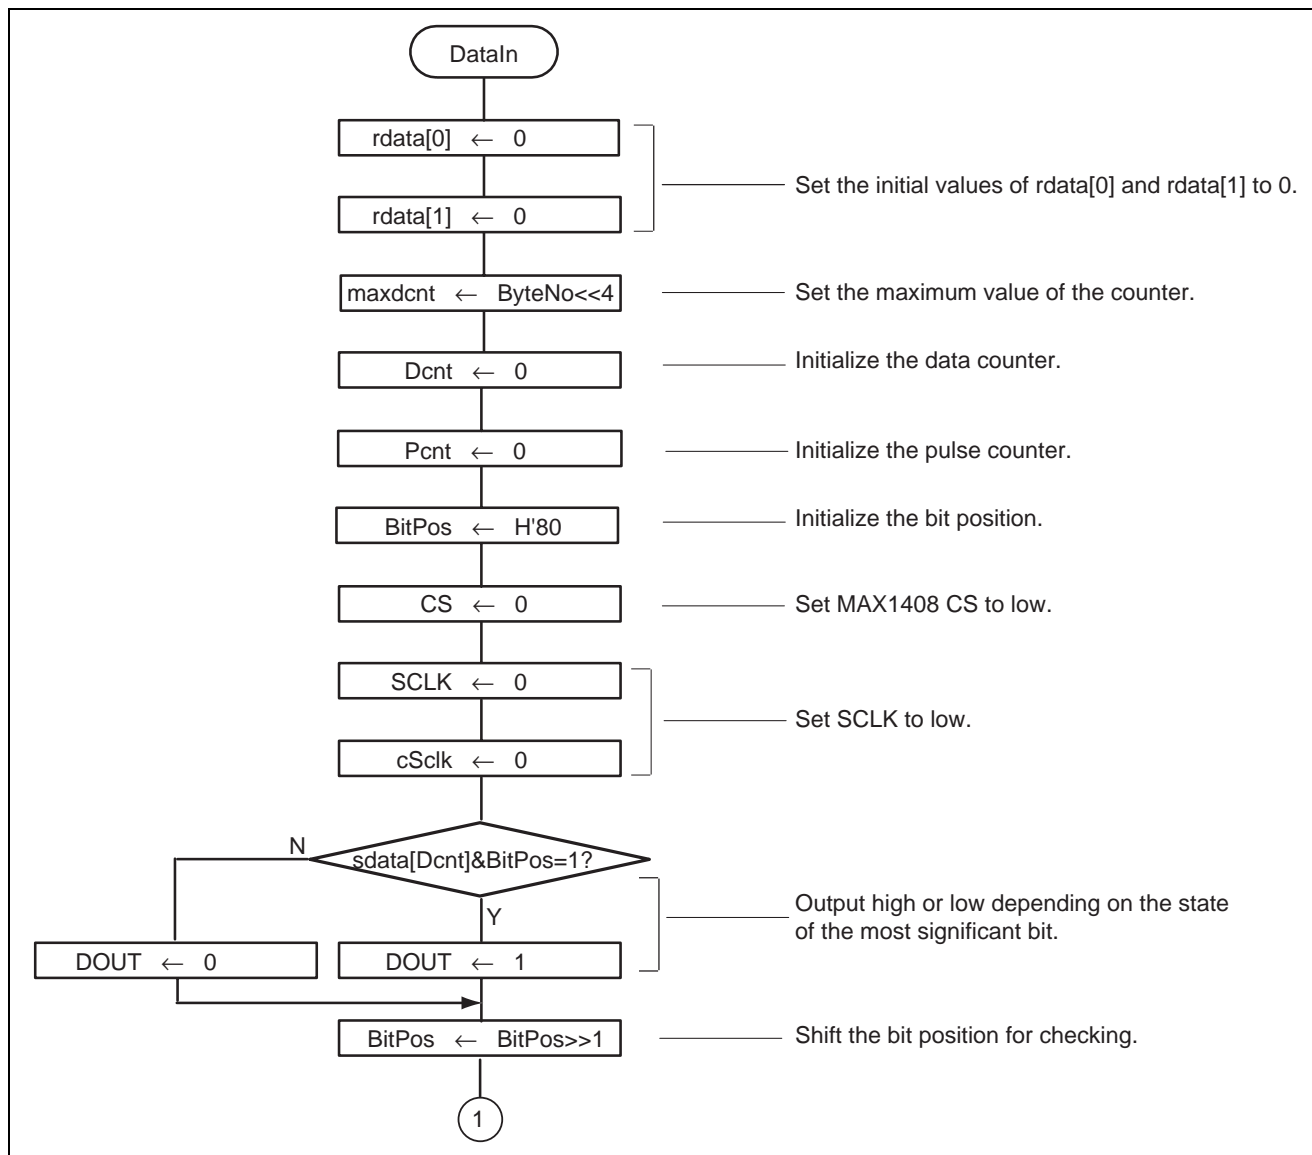 DataIn
rdata[0] ← 0
rdata[1] ← 0
Set the initial values of rdata[0] and rdata[1] to 0.
maxdcnt ← ByteNo<<4
Set the maximum value of the counter.
Dcnt ← 0
Initialize the data counter.
Pcnt ← 0
Initialize the pulse counter.
BitPos ← H'80
Initialize the bit position.
CS ← 0
Set MAX1408 CS to low.
SCLK ← 0
cSclk ← 0
Set SCLK to low.
N
sdata[Dcnt]&BitPos=1?
Y
Output high or low depending on the state
of the most significant bit.
DOUT ← 0
DOUT ← 1
BitPos ← BitPos>>1
Shift the bit position for checking.
1